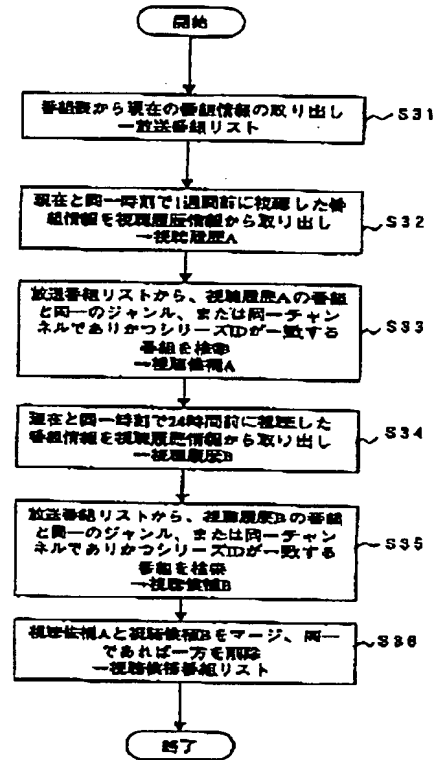 開始
番組表から現在の番組情報の取り出し
→放送番組リスト
S31
現在と同一時刻で1週間前に視聴した番
組情報を視聴履歴情報から取り出し
→視聴履歴A
S32
放送番組リストから、視聴履歴Aの番組
と同一のジャンル、または同一チャン
ネルでありかつシリーズIDが一致する
番組を検索
→視聴候補A
S33
現在と同一時刻で24時間前に視聴した
番組情報を視聴履歴情報から取り出し
→視聴履歴B
S34
放送番組リストから、視聴履歴Bの番組
と同一のジャンル、または同一チャン
ネルでありかつシリーズIDが一致する
番組を検索
→視聴候補B
S35
視聴候補Aと視聴候補Bをマージ、同一
であれば一方を削除
→視聴候補番組リスト
S36
終了